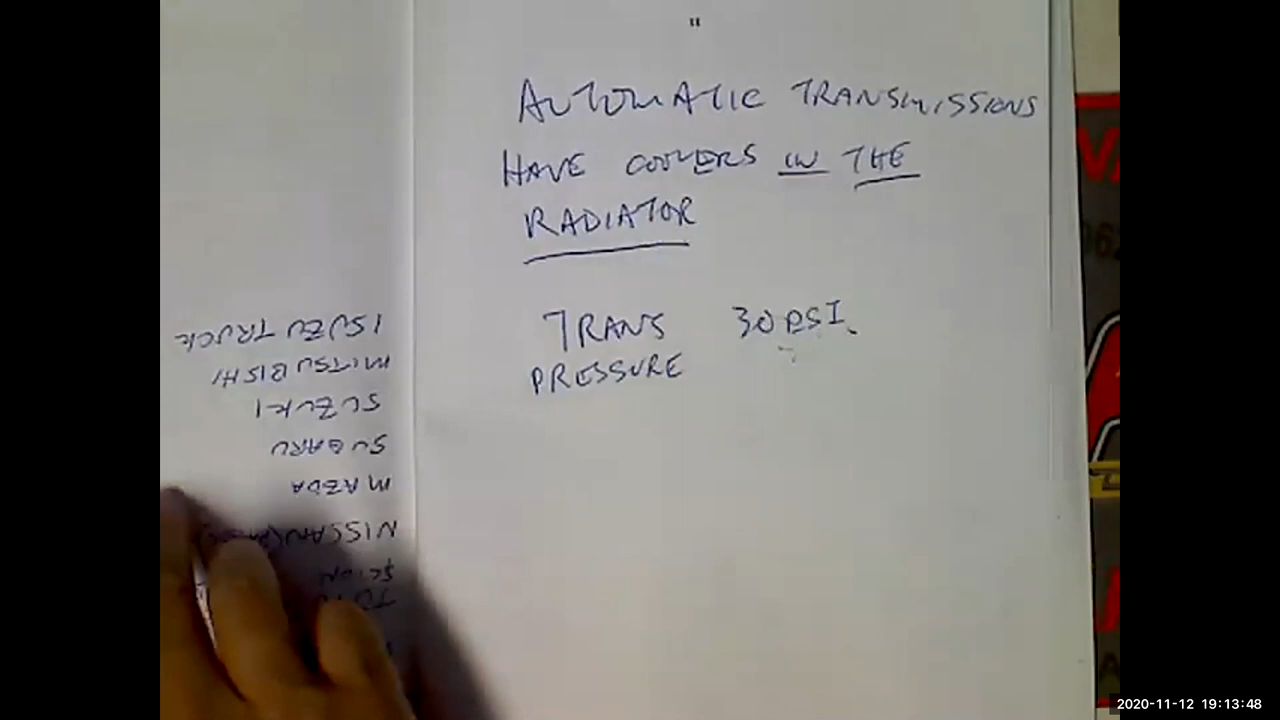 11
AUTOMATIC TRANSMISSIONS
HAVE COOLERS IN THE
RADIATOR
TRANS 30 PSI.
PRESSURE
ISUZU TRUCK
MITSUBISHI
SUZUKI
SUBARU
MAZDA
NISSAN
SCION
2020-11-12 19:13:48